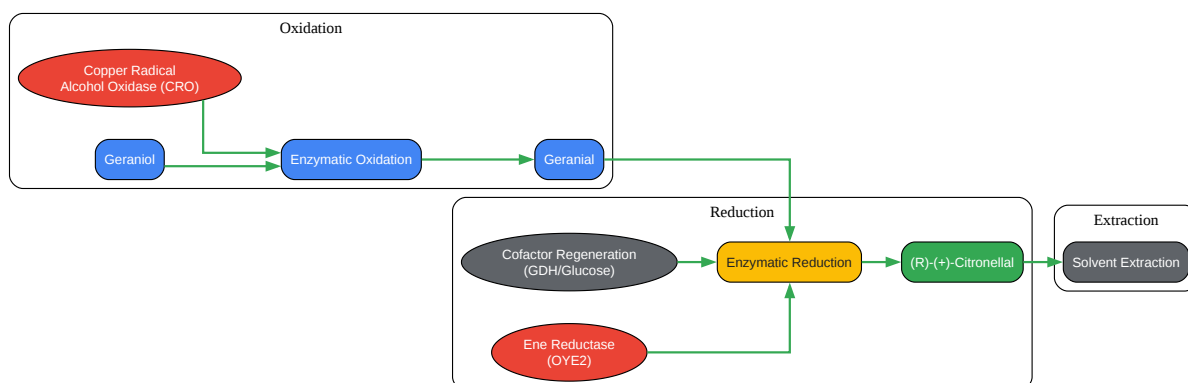 Oxidation
Copper Radical
Alcohol Oxidase (CRO)
Geraniol
Enzymatic Oxidation
Geranial
Reduction
Cofactor Regeneration
(GDH/Glucose)
Enzymatic Reduction
(R)-(+)-Citronellal
Ene Reductase
(OYE2)
Extraction
Solvent Extraction